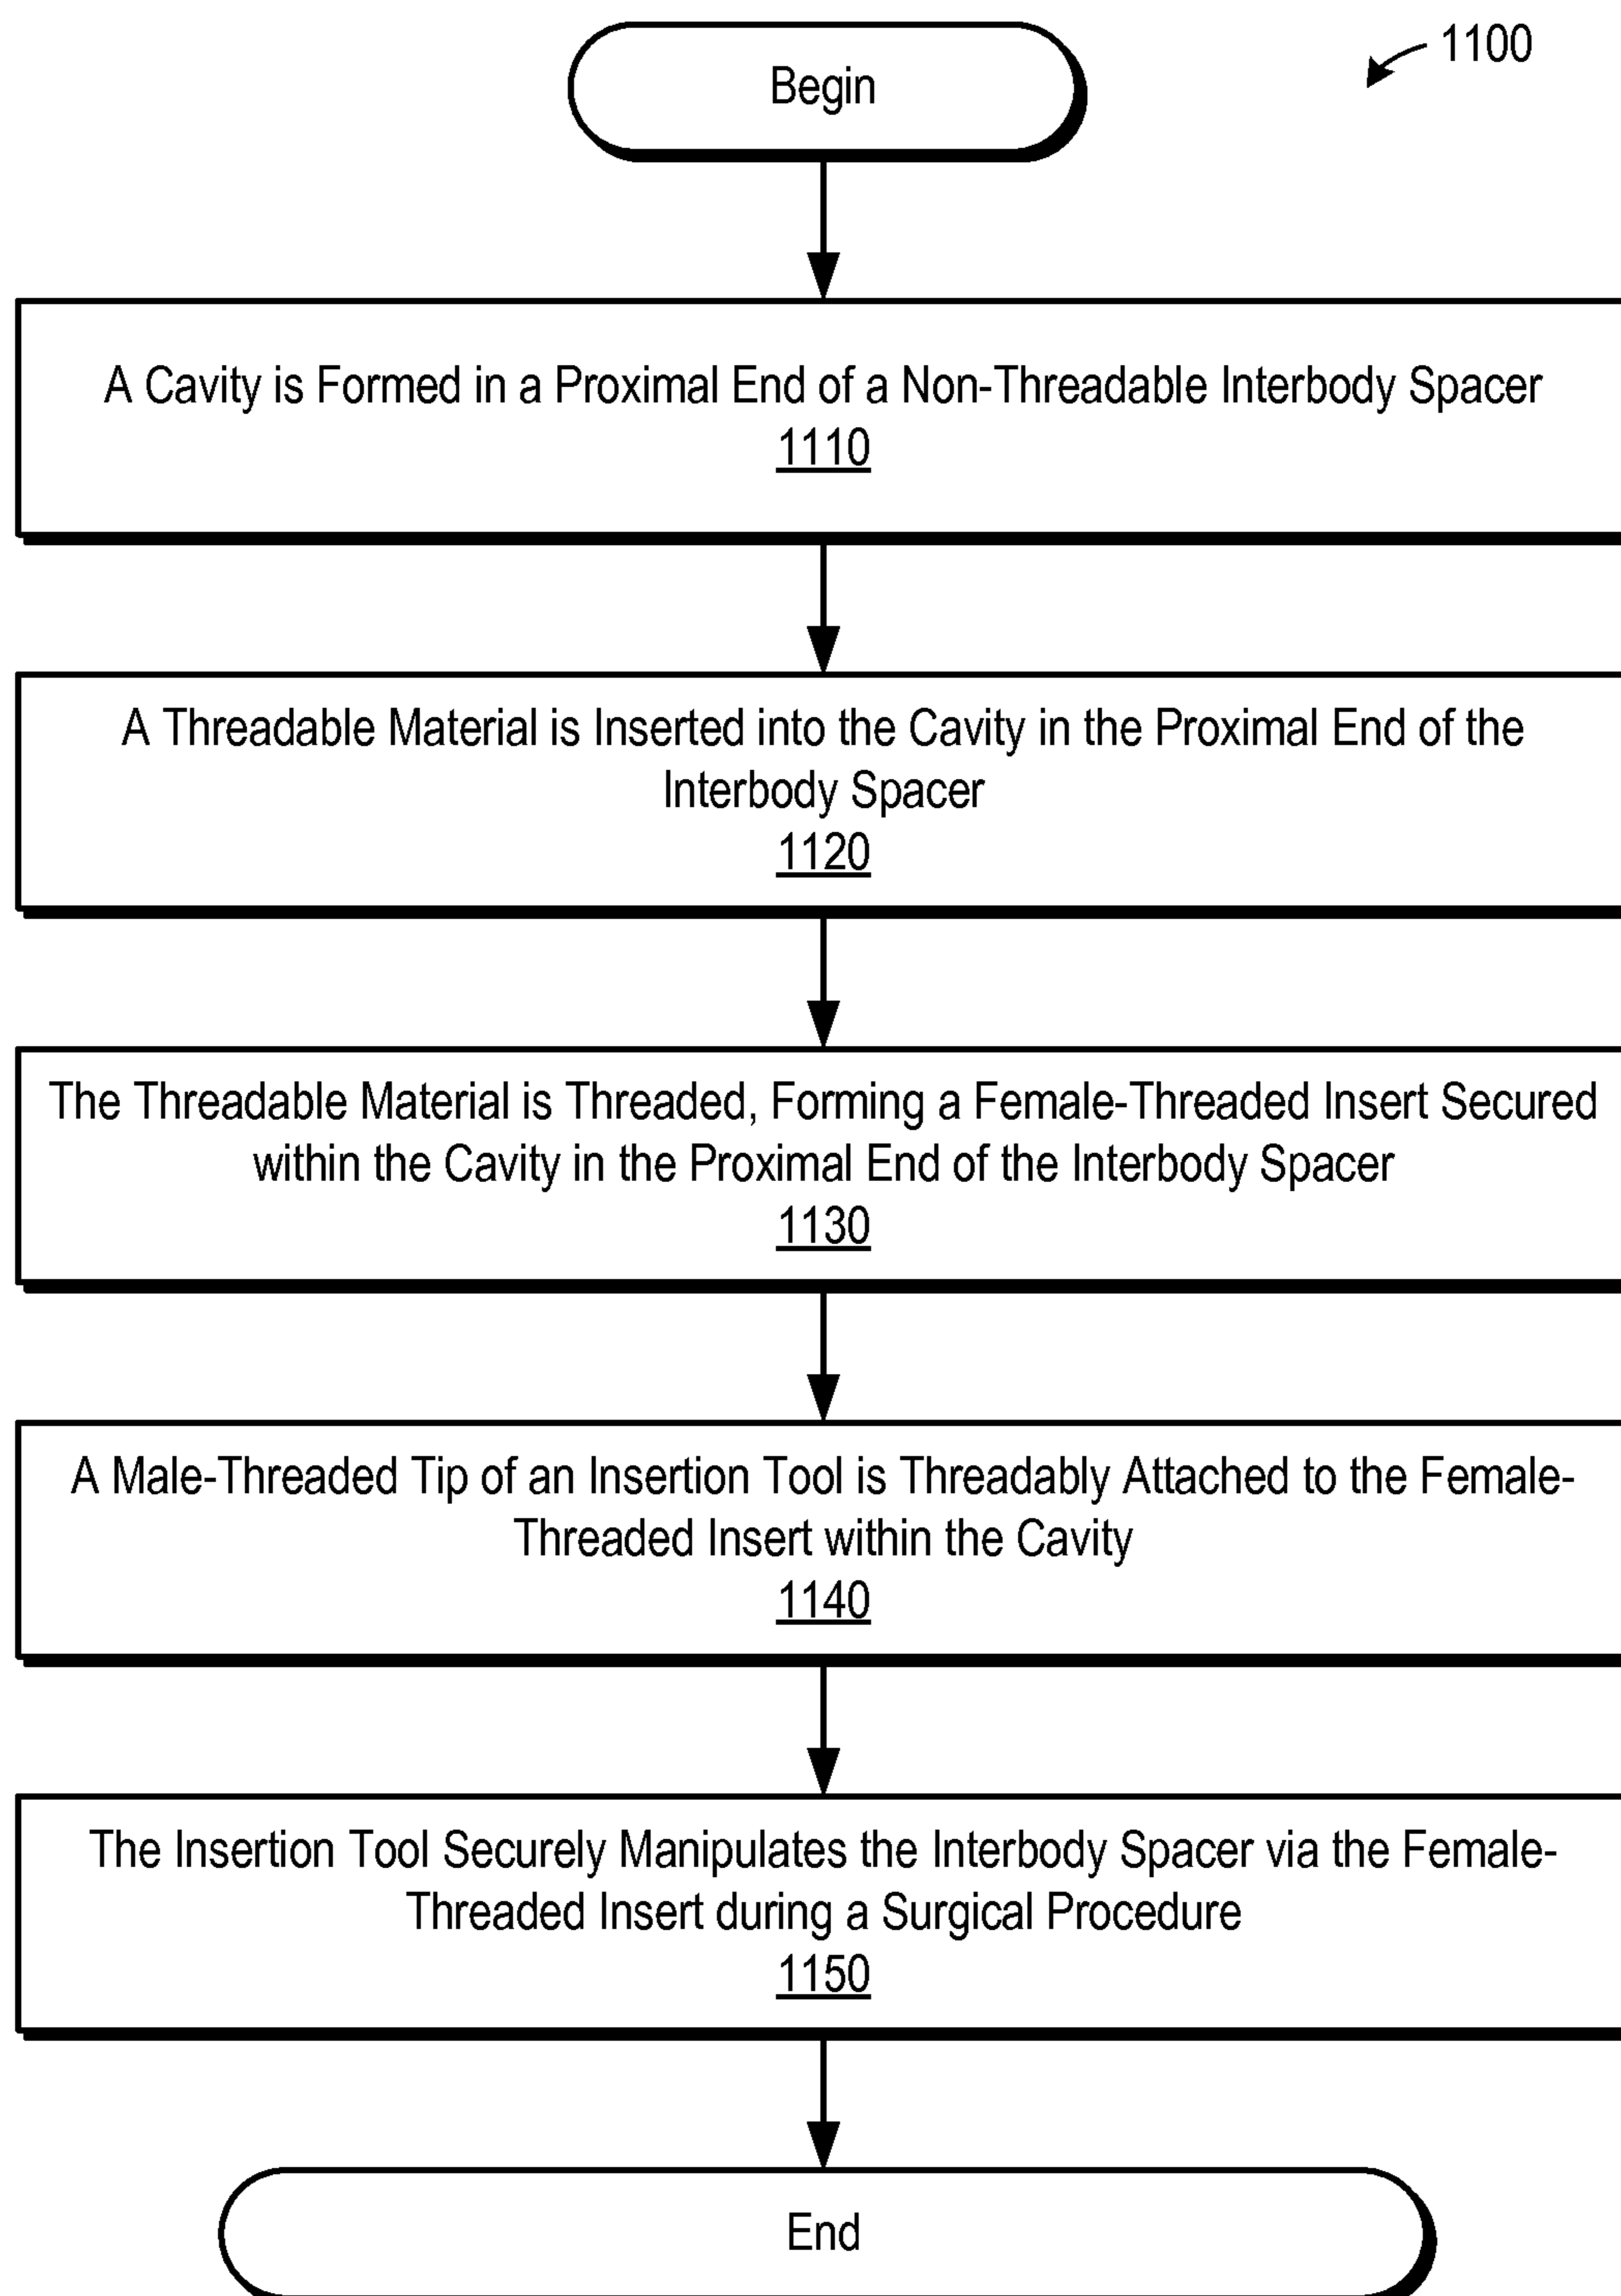 1100
Begin
A Cavity is Formed in a Proximal End of a Non-Threadable Interbody Spacer
1110
A Threadable Material is Inserted into the Cavity in the Proximal End of the
Interbody Spacer
1120
The Threadable Material is Threaded, Forming a Female-Threaded Insert Secured
within the Cavity in the Proximal End of the Interbody Spacer
1130
A Male-Threaded Tip of an Insertion Tool is Threadably Attached to the Female-
Threaded Insert within the Cavity
1140
The Insertion Tool Securely Manipulates the Interbody Spacer via the Female-
Threaded Insert during a Surgical Procedure
1150
End